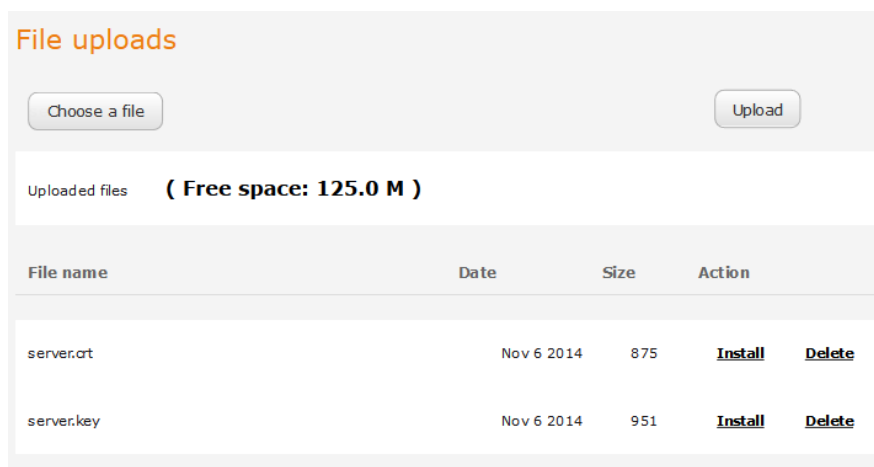 File uploads
Choose a file Upload
Uploaded files ( Free space: 125.0 M )
File name Date Size Action
server.crt Nov 6 2014 875 Install Delete
server.key Nov 6 2014 951 Install Delete